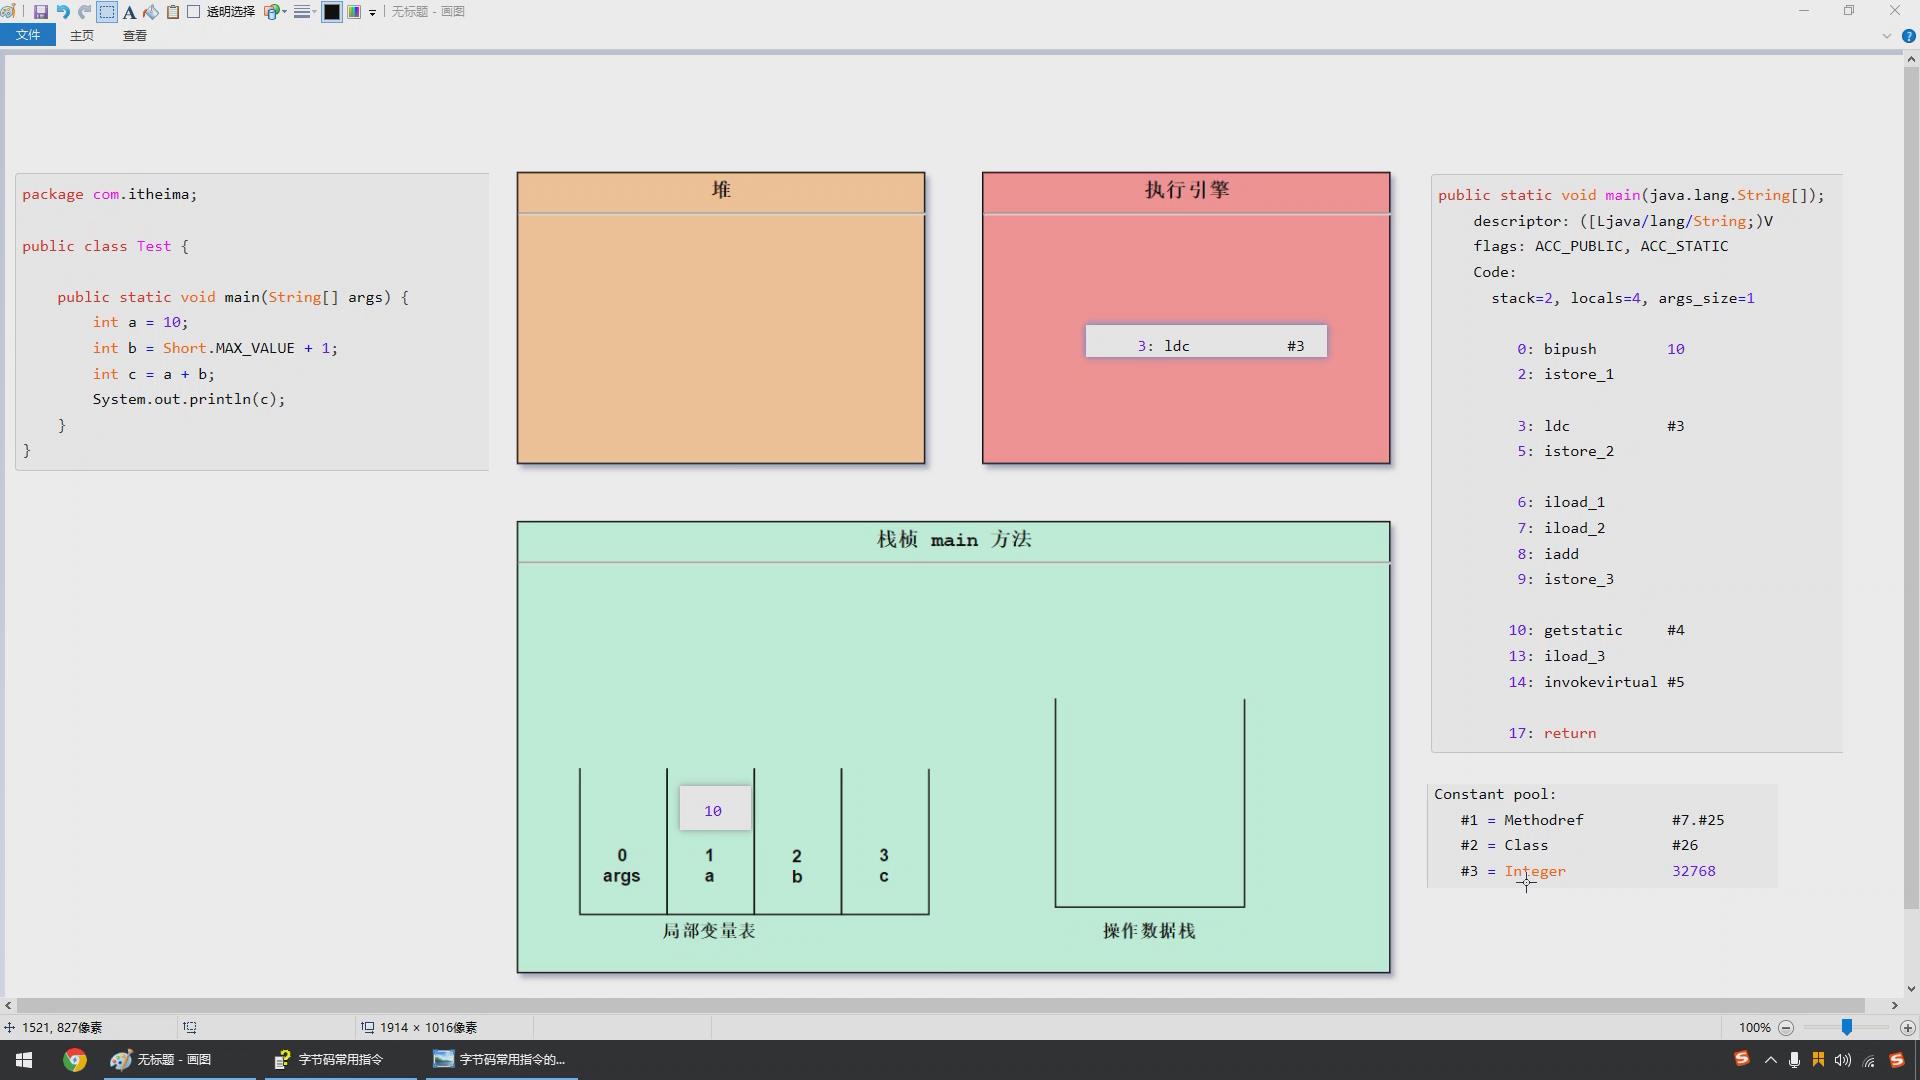 透明选择
无标题 - 画图
文件
主页
查看
package com.itheima;
public class Test {
public static void main(String[] args) {
int a = 10;
int b = Short.MAX_VALUE + 1;
int c = a + b;
System.out.println(c);
}
}
堆
执行引擎
3: ldc #3
栈桢 main 方法
10
0
1
2
3
args
a
b
c
局部变量表
操作数据栈
public static void main(java.lang.String[]);
descriptor: ([Ljava/lang/String;)V
flags: ACC_PUBLIC, ACC_STATIC
Code:
stack=2, locals=4, args_size=1
0: bipush 10
2: istore_1
3: ldc #3
5: istore_2
6: iload_1
7: iload_2
8: iadd
9: istore_3
10: getstatic #4
13: iload_3
14: invokevirtual #5
17: return
Constant pool:
#1 = Methodref #7.#25
#2 = Class #26
#3 = Integer 32768
1521, 827像素
1914 × 1016像素
100%
无标题 - 画图
字节码常用指令
字节码常用指令的...